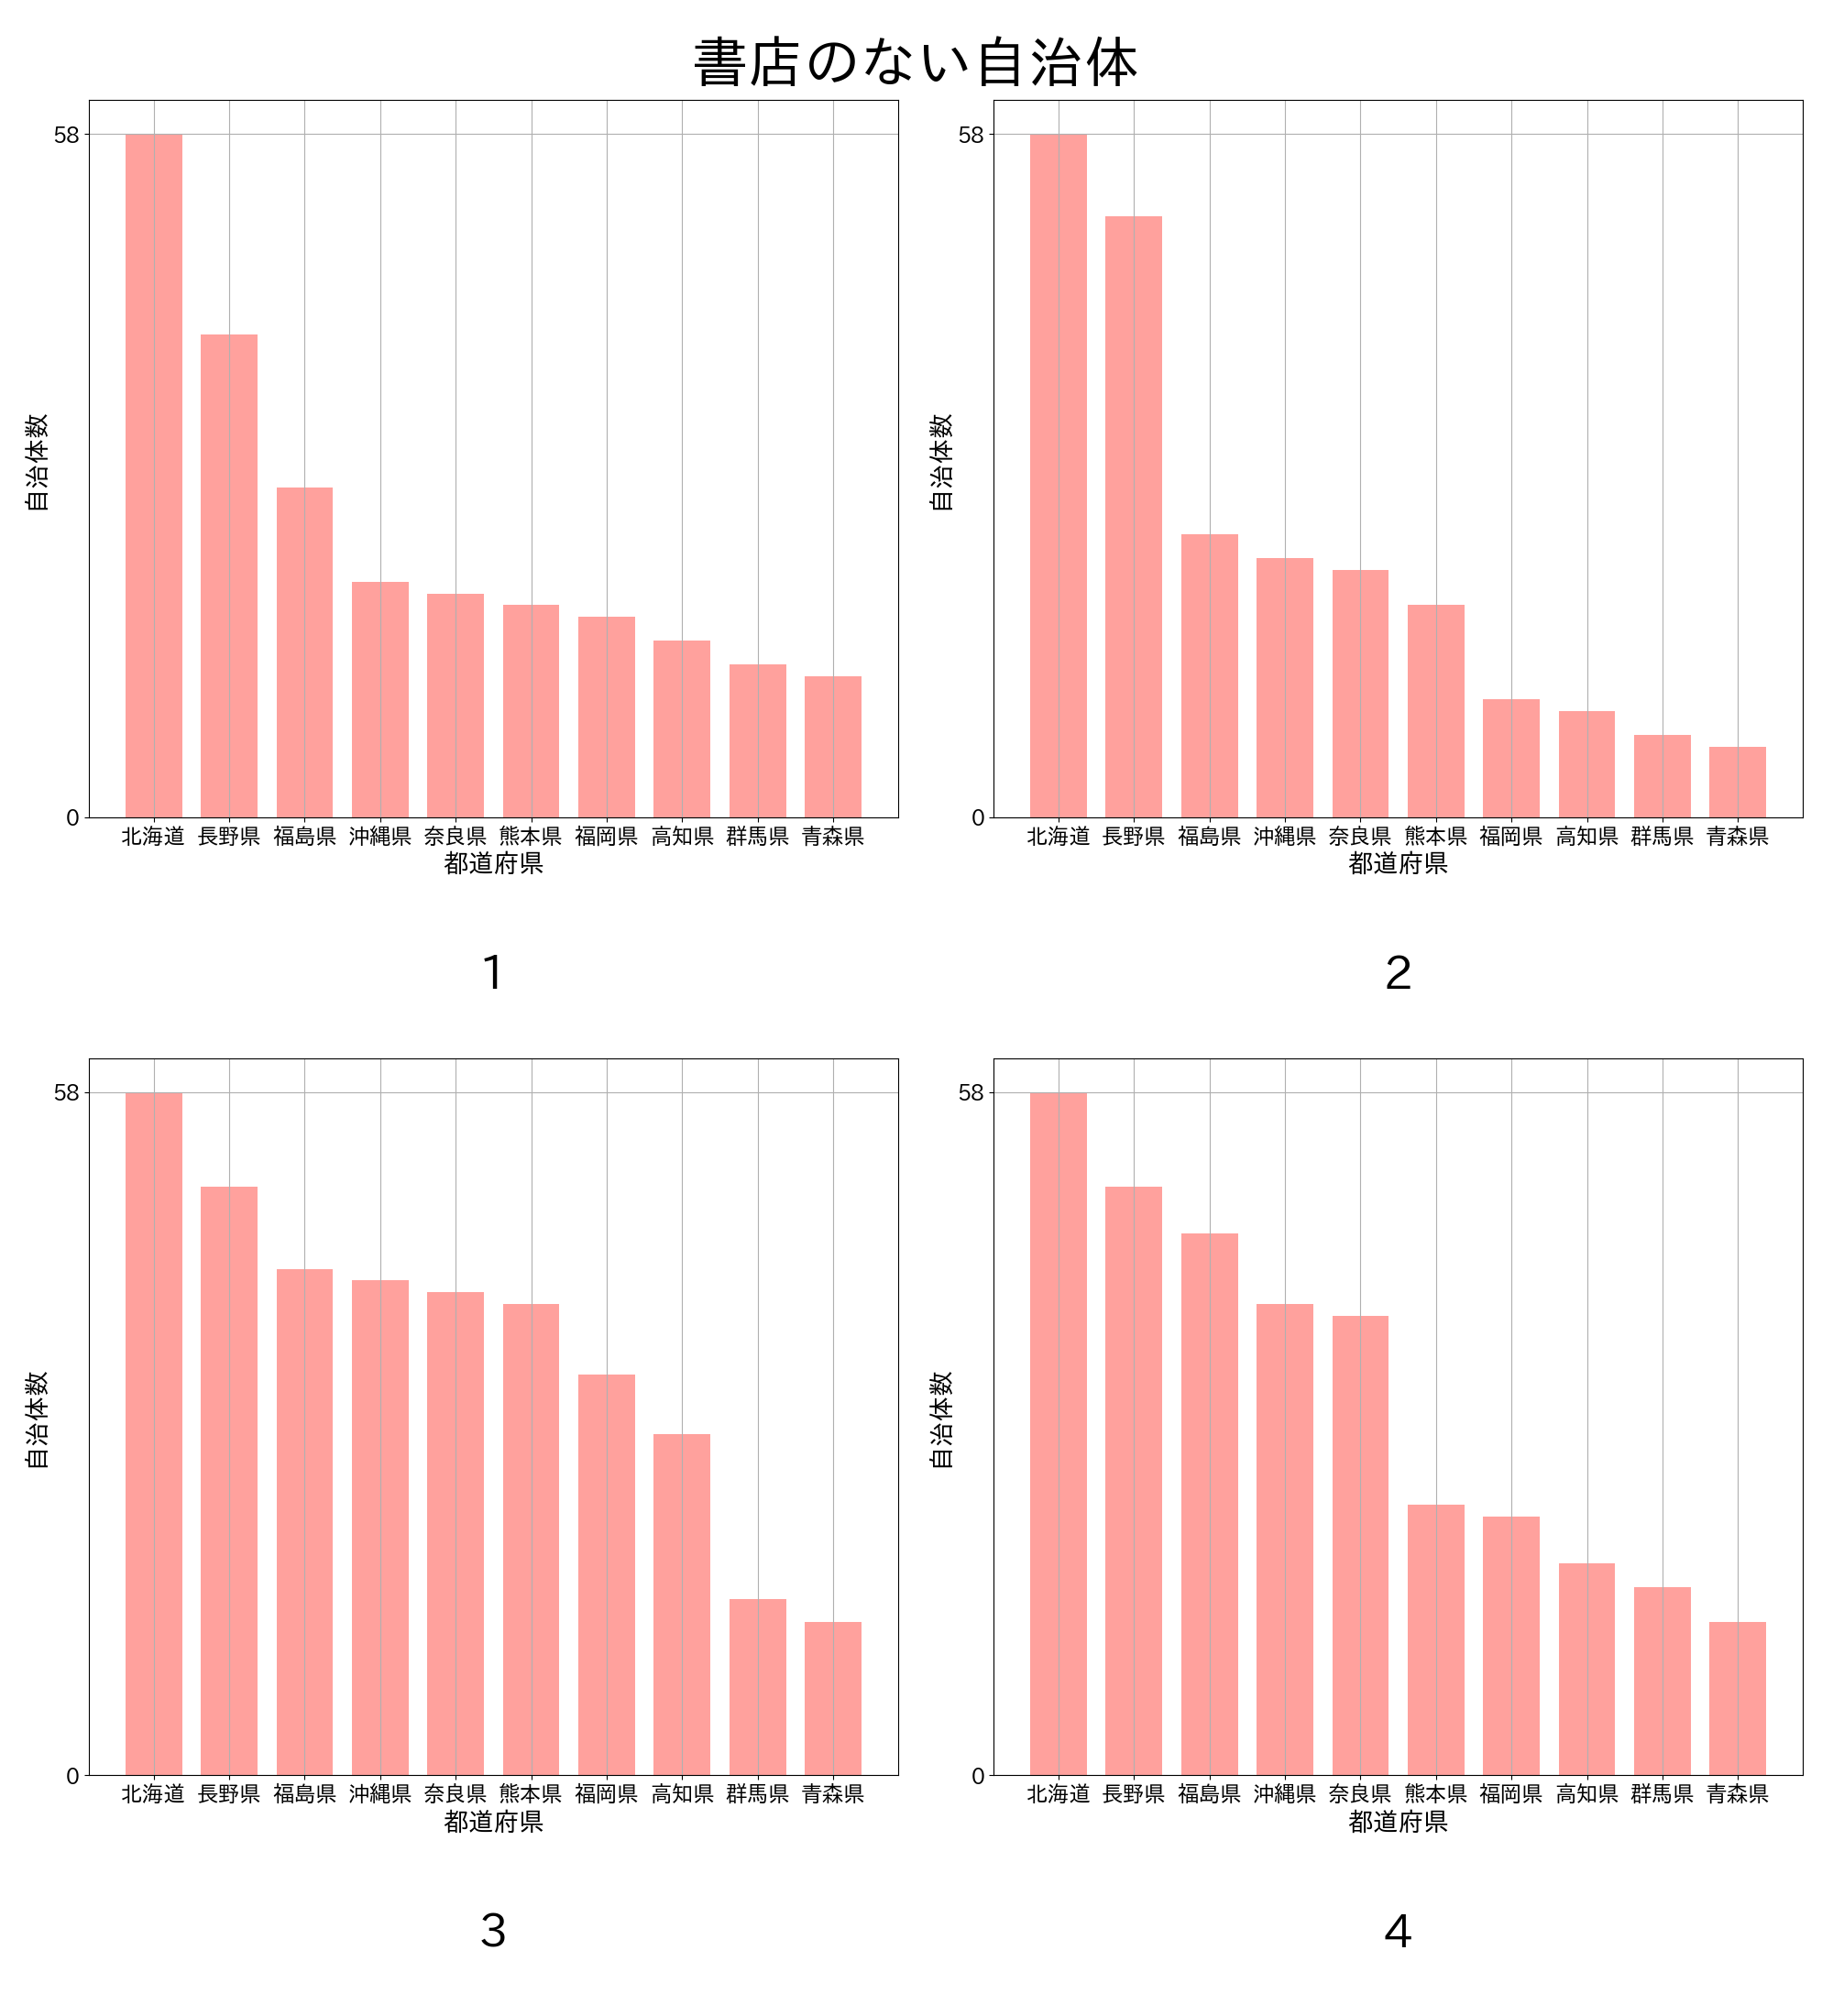 書店のない自治体
58
0
自治体数
北海道 長野県 福島県 沖縄県 奈良県 熊本県 福岡県 高知県 群馬県 青森県
都道府県
1
58
0
自治体数
北海道 長野県 福島県 沖縄県 奈良県 熊本県 福岡県 高知県 群馬県 青森県
都道府県
2
58
0
自治体数
北海道 長野県 福島県 沖縄県 奈良県 熊本県 福岡県 高知県 群馬県 青森県
都道府県
3
58
0
自治体数
北海道 長野県 福島県 沖縄県 奈良県 熊本県 福岡県 高知県 群馬県 青森県
都道府県
4